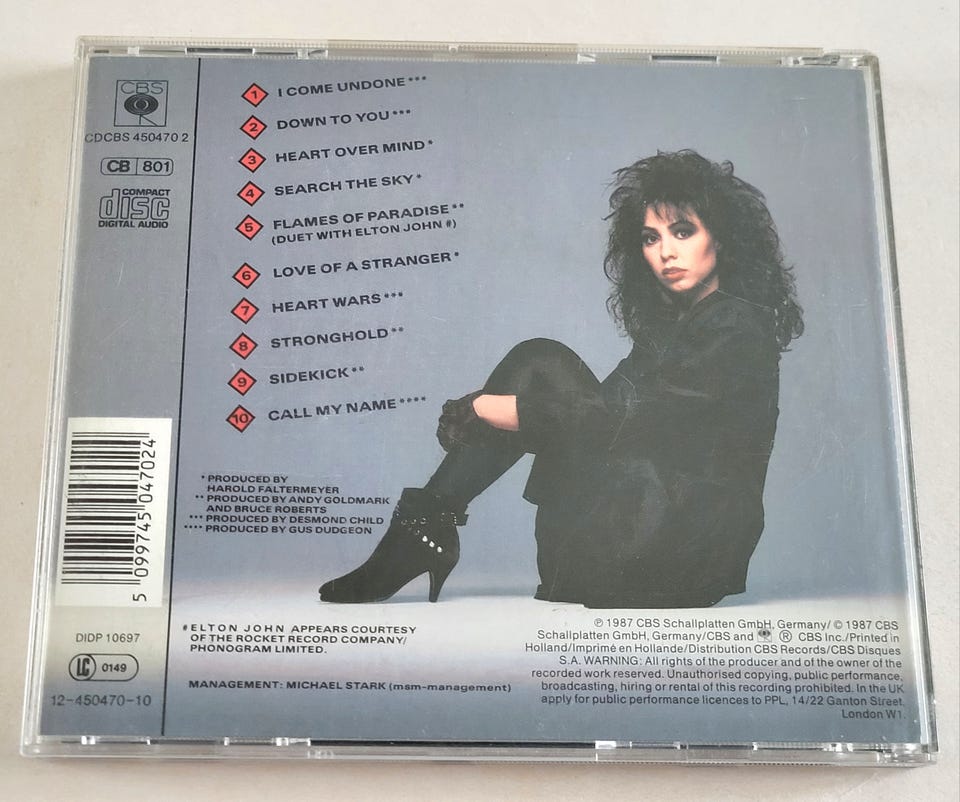 CBS
CDCBS 450470 2
CB 801
COMPACT
disc
DIGITAL AUDIO
1 I COME UNDONE***
2 DOWN TO YOU***
3 HEART OVER MIND*
4 SEARCH THE SKY*
5 FLAMES OF PARADISE**
(DUET WITH ELTON JOHN #)
6 LOVE OF A STRANGER*
7 HEART WARS***
8 STRONGHOLD**
9 SIDEKICK**
10 CALL MY NAME****
* PRODUCED BY
HAROLD FALTERMEYER
** PRODUCED BY ANDY GOLDMARK
AND BRUCE ROBERTS
*** PRODUCED BY DESMOND CHILD
**** PRODUCED BY GUS DUDGEON
5 099745 047024
DIDP 10697
LC 0149
12-450470-10
# ELTON JOHN APPEARS COURTESY
OF THE ROCKET RECORD COMPANY/
PHONOGRAM LIMITED.
MANAGEMENT: MICHAEL STARK (msm-management)
℗ 1987 CBS Schallplatten GmbH, Germany/ © 1987 CBS
Schallplatten GmbH, Germany/CBS and ® CBS Inc./Printed in
Holland/Imprimé en Hollande/Distribution CBS Records/CBS Disques
S.A. WARNING: All rights of the producer and of the owner of the
recorded work reserved. Unauthorised copying, public performance,
broadcasting, hiring or rental of this recording prohibited. In the UK
apply for public performance licences to PPL, 14/22 Ganton Street,
London W1.